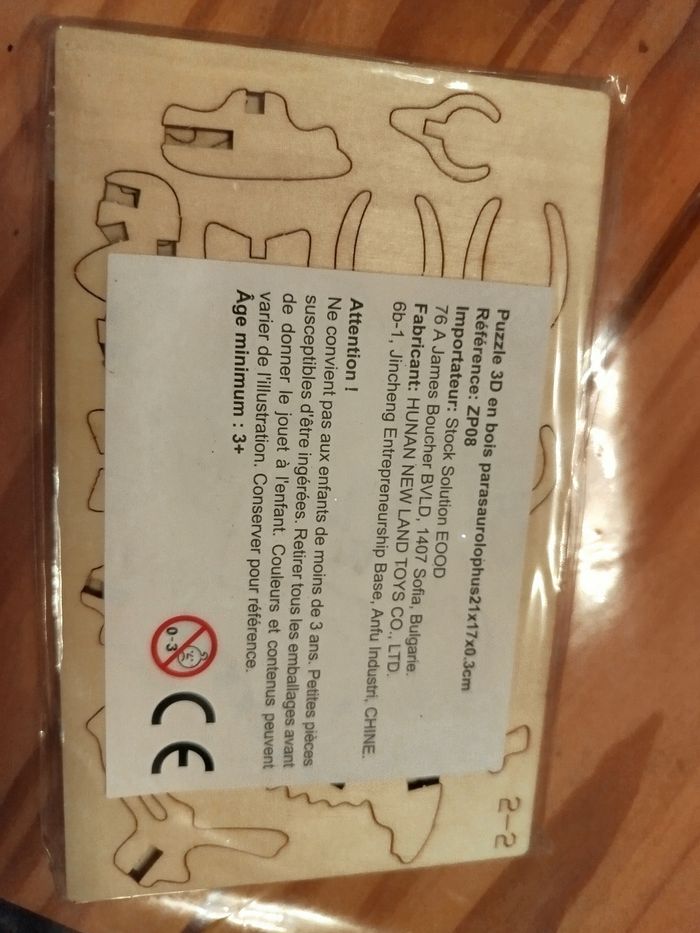 Puzzle 3D en bois parasaurolophus21x17x0.3cm
Référence: ZP08
Importateur: Stock Solution EOOD
76 A James Boucher BVLD, 1407 Sofia, Bulgarie.
Fabricant: HUNAN NEW LAND TOYS CO., LTD.
6b-1, Jincheng Entrepreneurship Base, Anfu Industri, CHINE.
Attention !
Ne convient pas aux enfants de moins de 3 ans. Petites pièces
susceptibles d'être ingérées. Retirer tous les emballages avant
de donner le jouet à l'enfant. Couleurs et contenus peuvent
varier de l'illustration. Conserver pour référence.
Âge minimum : 3+
0-3
CE
2-2